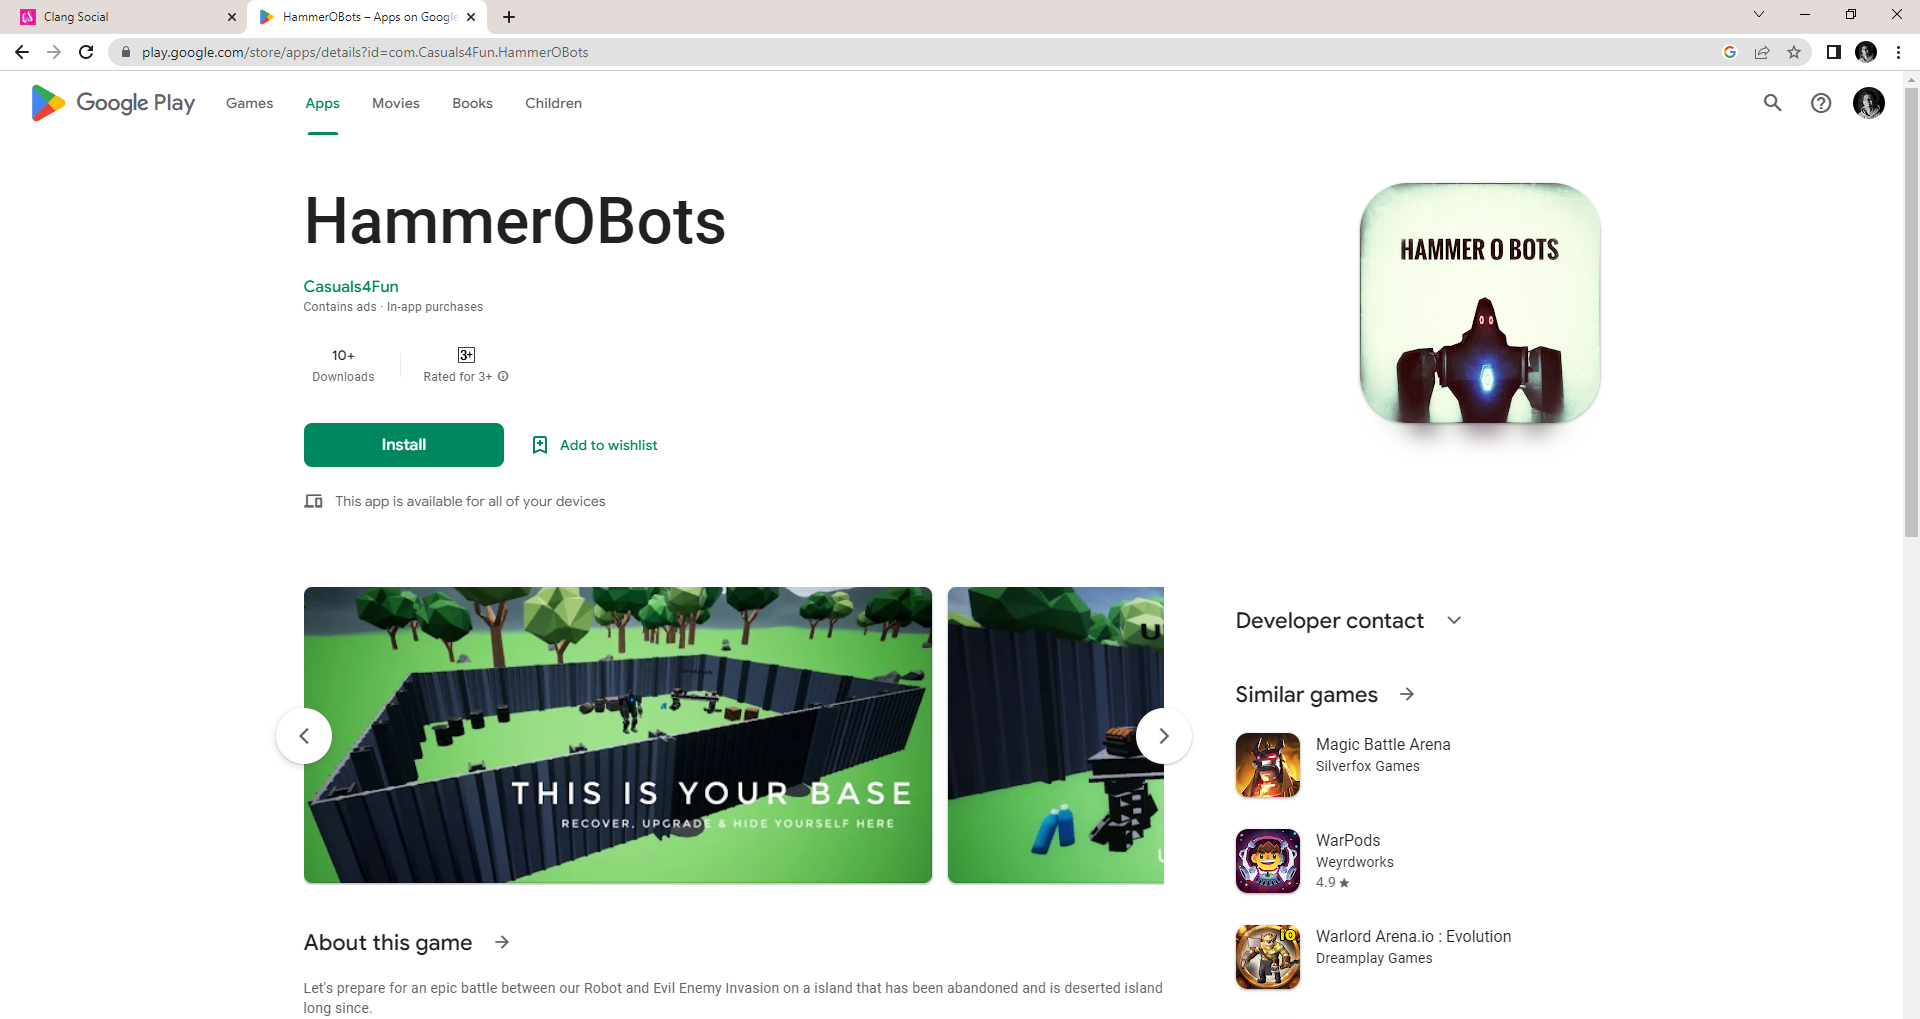 Clang Social
HammerOBots – Apps on Google
play.google.com/store/apps/details?id=com.Casuals4Fun.HammerOBots
Google Play
Games
Apps
Movies
Books
Children
HammerOBots
Casuals4Fun
Contains ads · In-app purchases
10+
Downloads
3+
Rated for 3+
Install
Add to wishlist
This app is available for all of your devices
HAMMER O BOTS
THIS IS YOUR BASE
RECOVER, UPGRADE & HIDE YOURSELF HERE
Developer contact
Similar games
Magic Battle Arena
Silverfox Games
WarPods
Weyrdworks
4.9
iO
Warlord Arena.io : Evolution
Dreamplay Games
About this game
Let's prepare for an epic battle between our Robot and Evil Enemy Invasion on a island that has been abandoned and is deserted island
long since.